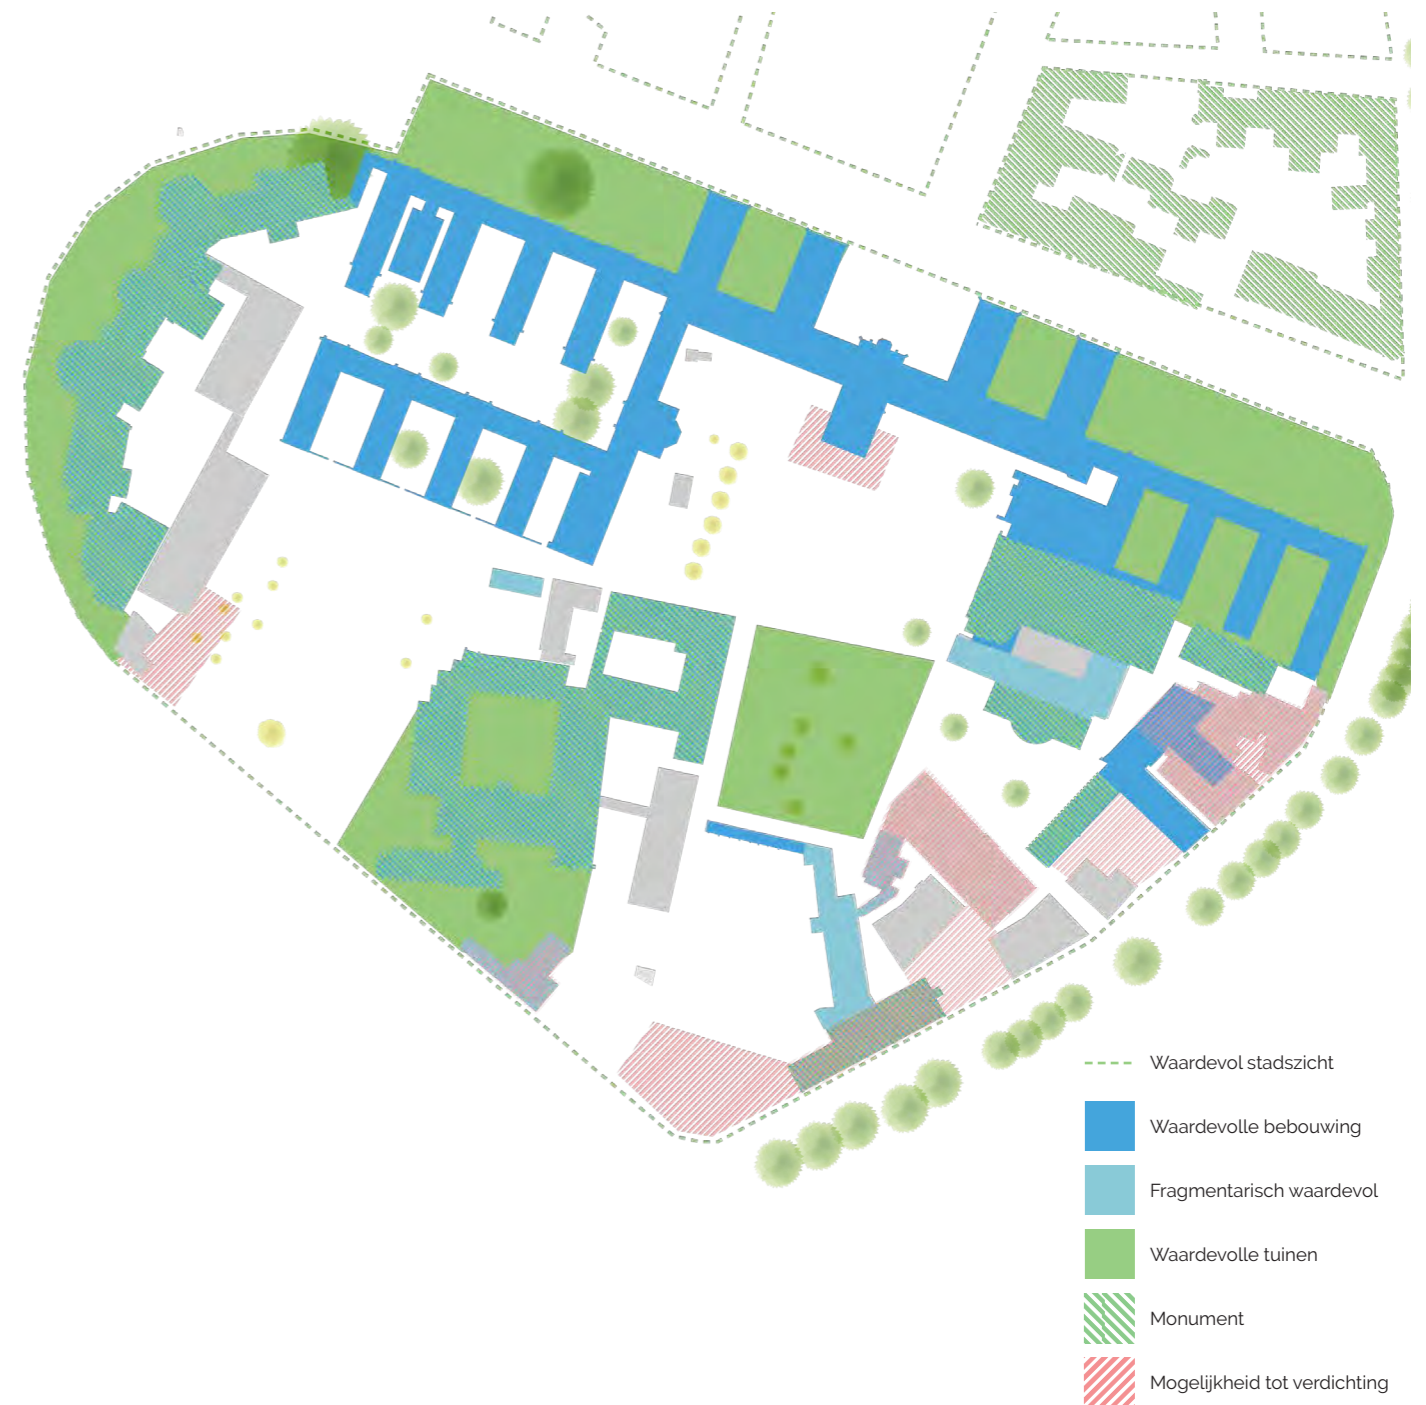 Waardevol stadszicht
Waardevolle bebouwing
Fragmentarisch waardevol
Waardevolle tuinen
Monument
Mogelijkheid tot verdichting